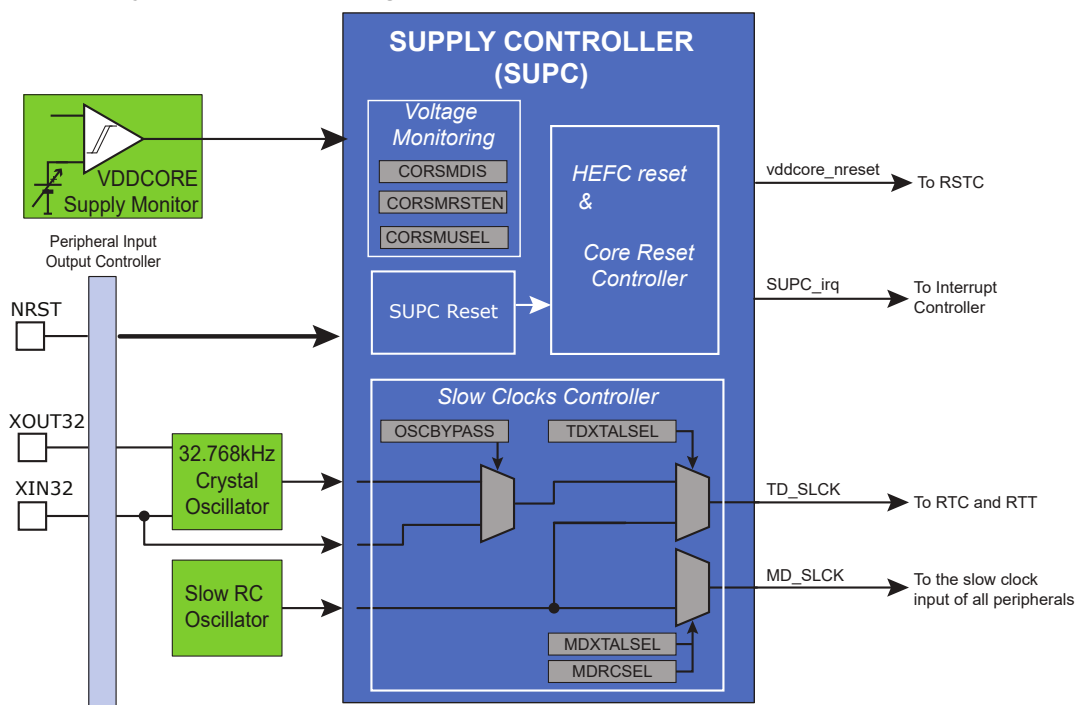 SUPPLY CONTROLLER
(SUPC)
Voltage
Monitoring
CORSMDIS
CORSMRSTEN
CORSMUSEL
HEFC reset
&
Core Reset
Controller
SUPC Reset
VDDCORE
Supply Monitor
Peripheral Input
Output Controller
NRST
XOUT32
XIN32
32.768kHz
Crystal
Oscillator
Slow RC
Oscillator
Slow Clocks Controller
OSCBYPASS
TDXTALSEL
MDXTALSEL
MDRCSEL
vddcore_nreset
To RSTC
SUPC_irq
To Interrupt
Controller
TD_SLCK
To RTC and RTT
MD_SLCK
To the slow clock
input of all peripherals